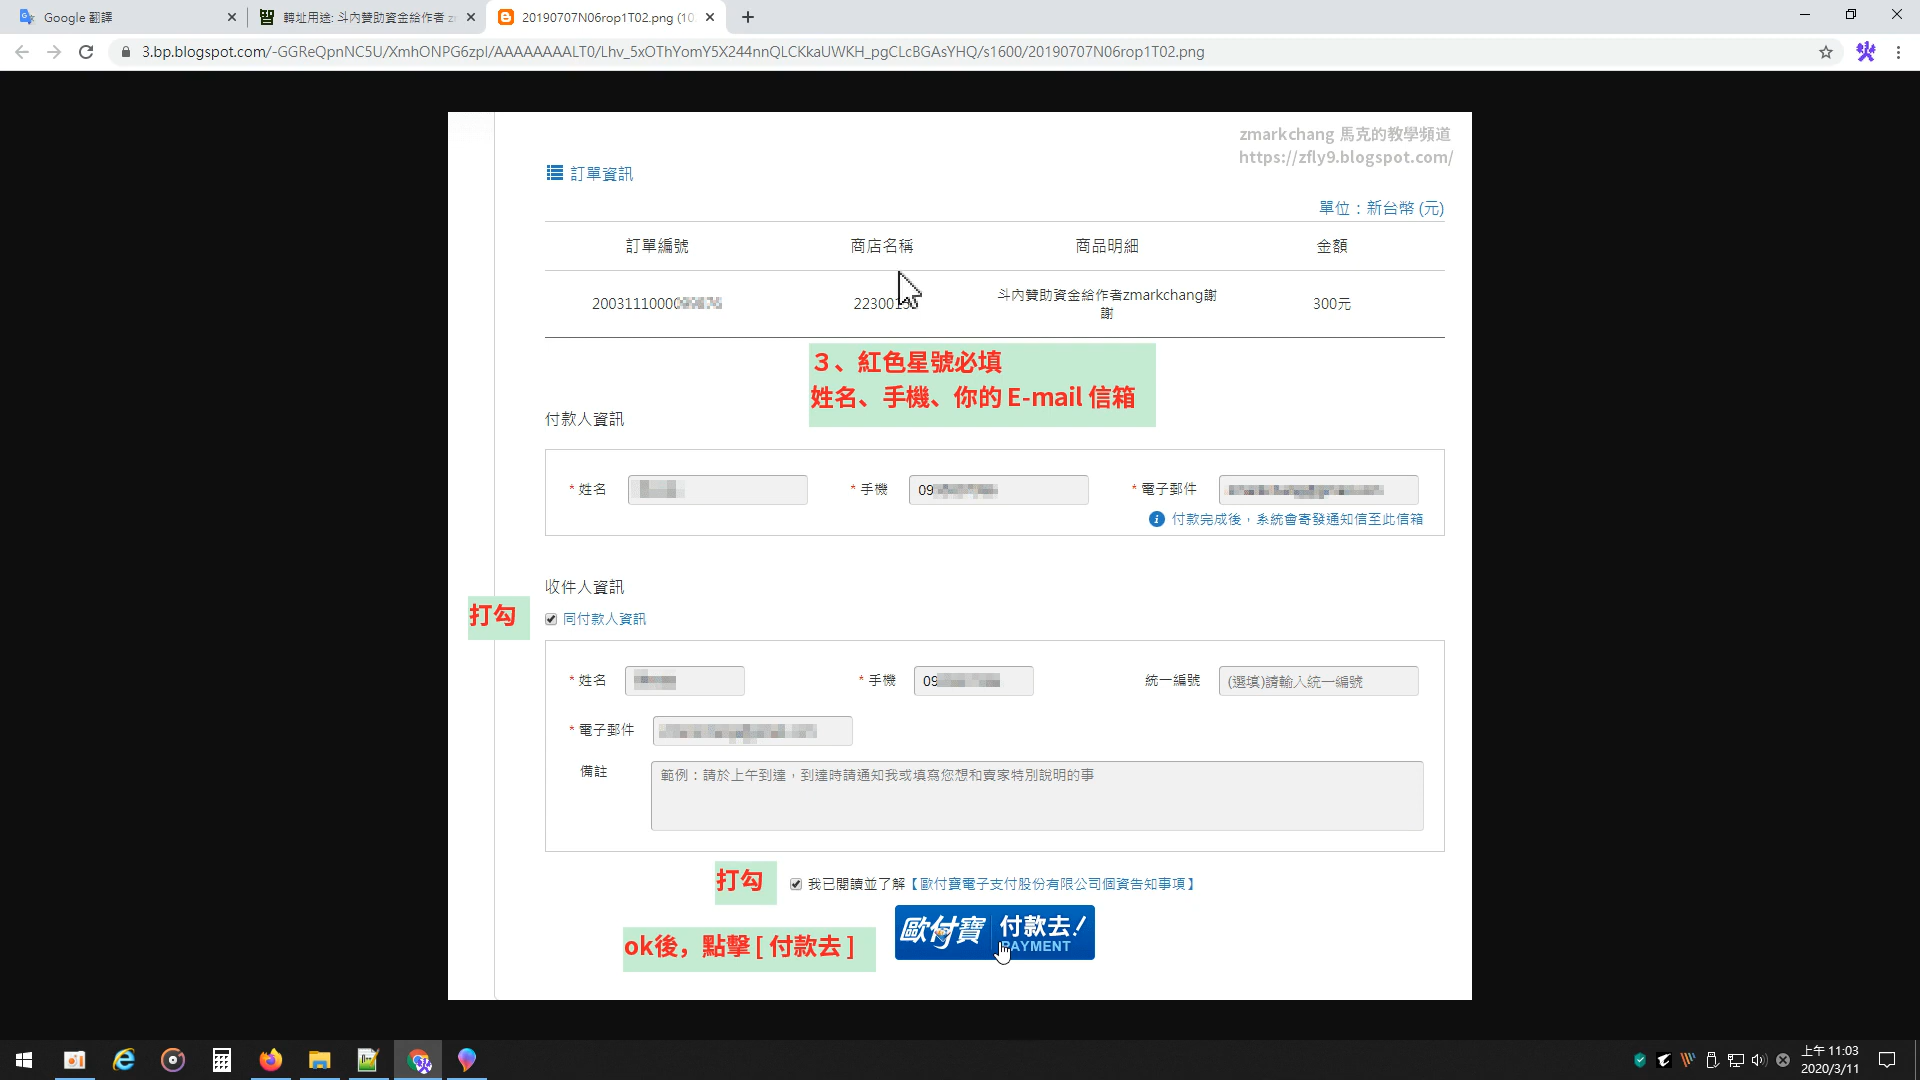 Google 翻譯
轉址用途: 斗內贊助資金給作者 z
20190707N06rop1T02.png (10
3.bp.blogspot.com/-GGReQpnNC5U/XmhONPG6zpI/AAAAAAAALT0/Lhv_5xOThYomY5X244nnQLCKkaUWKH_pgCLcBGAsYHQ/s1600/20190707N06rop1T02.png
zmarkchang 馬克的教學頻道
https://zfly9.blogspot.com/
訂單資訊
單位：新台幣 (元)
訂單編號 商店名稱 商品明細 金額
2003111000 22300 斗內贊助資金給作者zmarkchang謝 300元
謝
３、紅色星號必填
姓名、手機、你的 E-mail 信箱
付款人資訊
* 姓名 * 手機 09 * 電子郵件
付款完成後，系統會寄發通知信至此信箱
收件人資訊
打勾 同付款人資訊
* 姓名 * 手機 09 統一編號 (選填)請輸入統一編號
* 電子郵件
備註 範例：請於上午到達，到達時請通知我或填寫您想和賣家特別說明的事
打勾 我已閱讀並了解【歐付寶電子支付股份有限公司個資告知事項】
ok後，點擊 [ 付款去 ] 歐付寶 付款去!
PAYMENT
上午 11:03
2020/3/11